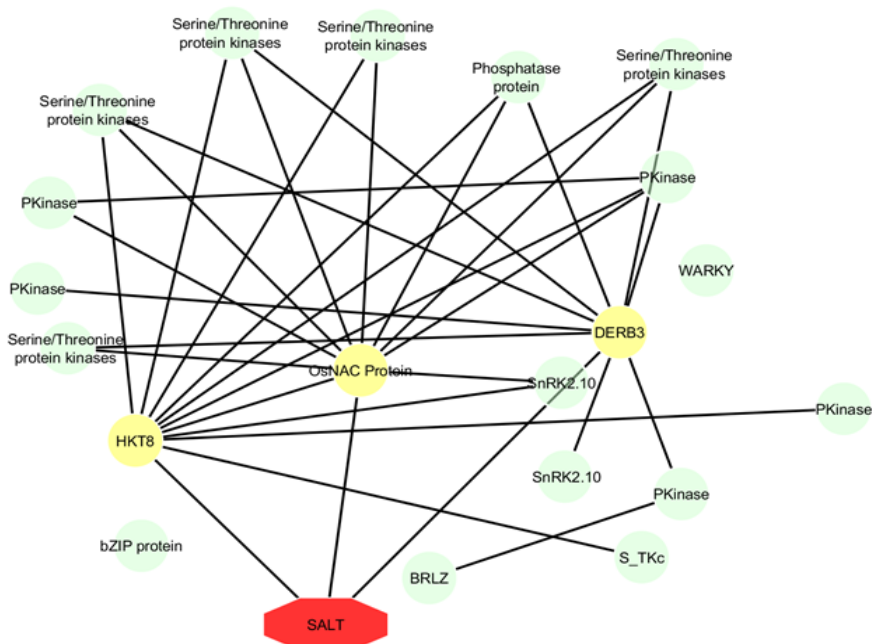 Serine/Threonine
protein kinases
Serine/Threonine
protein kinases
Phosphatase
protein
Serine/Threonine
protein kinases
Serine/Threonine
protein kinases
PKinase
PKinase
WARKY
PKinase
DERB3
Serine/Threonine
protein kinases
OsNAC Protein
SnRK2.10
PKinase
HKT8
SnRK2.10
PKinase
bZIP protein
S_TKc
BRLZ
SALT